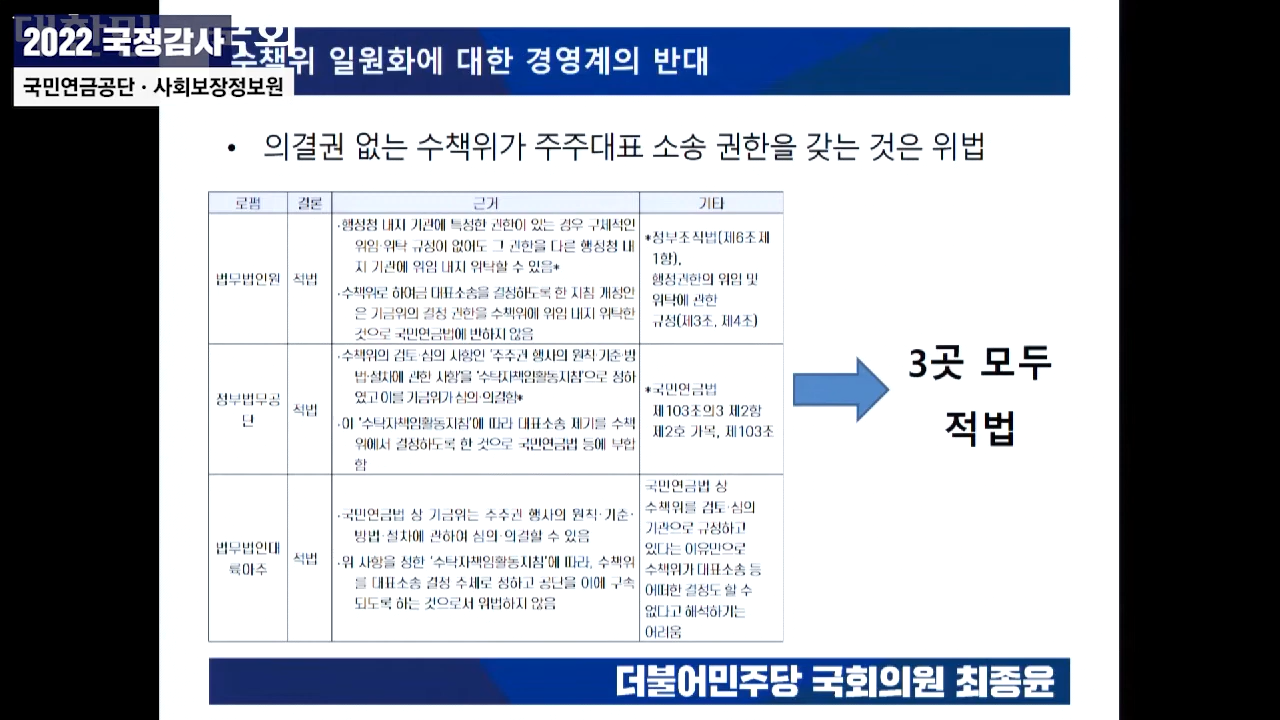 2022 국정감사
국민연금공단 · 사회보장정보원
수책위 일원화에 대한 경영계의 반대
• 의결권 없는 수책위가 주주대표 소송 권한을 갖는 것은 위법
로펌 결론 근거 기타
법무법인원
적법
·행정청 내지 기관에 특정한 권한이 있는 경우 구체적인
위임·위탁 규정이 없어도 그 권한을 다른 행정청 내
지 기관에 위임 내지 위탁할 수 있음*
·수책위로 하여금 대표소송을 결정하도록 한 지침 개정안
은 기금위의 결정 권한을 수책위에 위임 내지 위탁한
것으로 국민연금법에 반하지 않음
*정부조직법(제6조제
1항),
행정권한의 위임 및
위탁에 관한
규정(제3조, 제4조)
정부법무공
단
적법
·수책위의 검토·심의 사항인 '주주권 행사의 원칙·기준·방
법·절차에 관한 사항'을 '수탁자책임활동지침'으로 정하
였고 이를 기금위가 심의·의결함*
·이 '수탁자책임활동지침'에 따라 대표소송 제기를 수책
위에서 결정하도록 한 것으로 국민연금법 등에 부합
함
*국민연금법
제103조의3 제2항
제2호 가목, 제103조
법무법인대
륙아주
적법
·국민연금법 상 기금위는 주주권 행사의 원칙·기준·
방법·절차에 관하여 심의·의결할 수 있음
·위 사항을 정한 '수탁자책임활동지침'에 따라, 수책위
를 대표소송 결정 주체로 정하고 공단을 이에 구속
되도록 하는 것으로서 위법하지 않음
국민연금법 상
수책위를 검토·심의
기관으로 규정하고
있다는 이유만으로
수책위가 대표소송 등
어떠한 결정도 할 수
없다고 해석하기는
어려움
3곳 모두
적법
더불어민주당 국회의원 최종윤